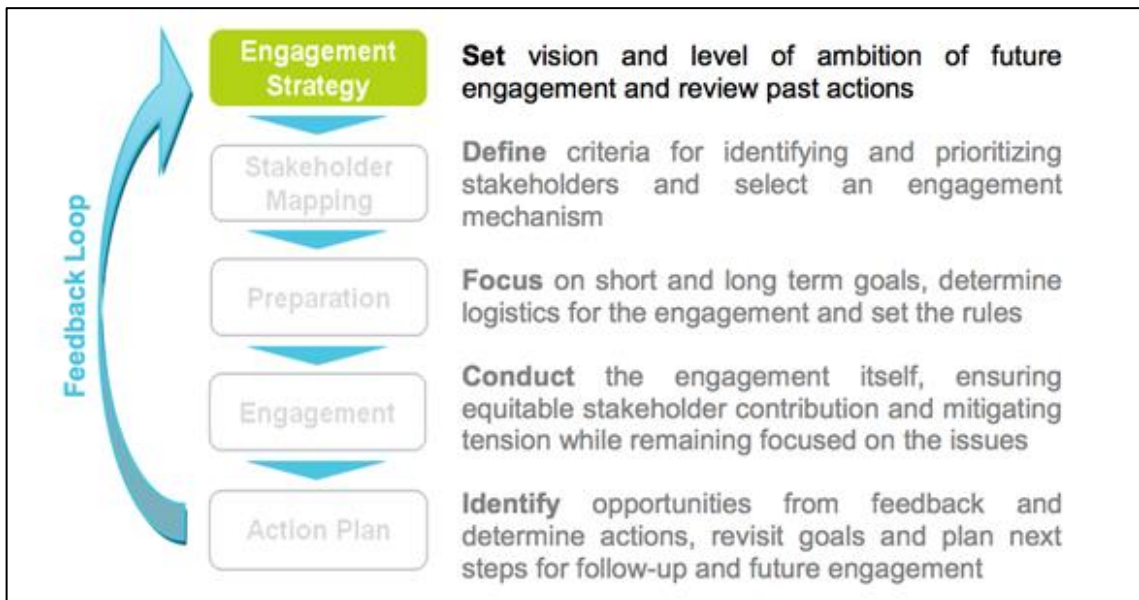 Engagement
Strategy
Set vision and level of ambition of future
engagement and review past actions
Stakeholder
Mapping
Define criteria for identifying and prioritizing
stakeholders and select an engagement
mechanism
Preparation
Focus on short and long term goals, determine
logistics for the engagement and set the rules
Engagement
Conduct the engagement itself, ensuring
equitable stakeholder contribution and mitigating
tension while remaining focused on the issues
Action Plan
Identify opportunities from feedback and
determine actions, revisit goals and plan next
steps for follow-up and future engagement
Feedback Loop